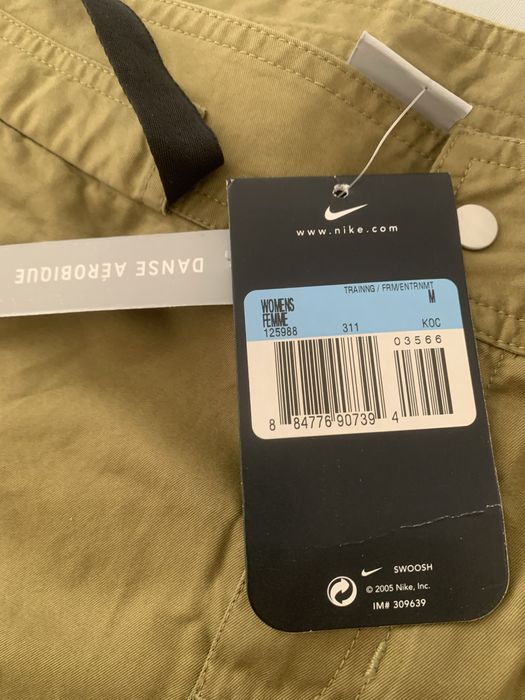 www.nike.com
TRAINNG / FRM/ENTRNMT
WOMENS M
FEMME
125988 311 KOC
03566
8 84776 90739 4
SWOOSH
© 2005 Nike, Inc.
IM# 309639
DANSE AÉROBIQUE